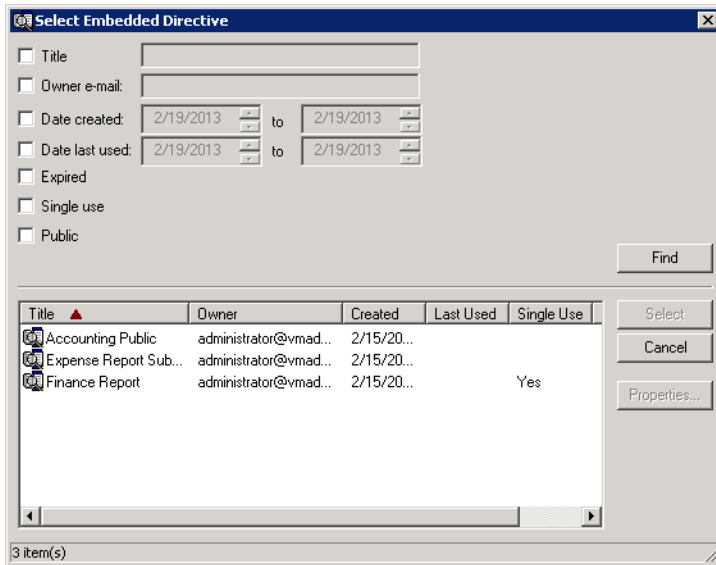 Select Embedded Directive
Title
Owner e-mail:
Date created: 2/19/2013 to 2/19/2013
Date last used: 2/19/2013 to 2/19/2013
Expired
Single use
Public
Find
Title Owner Created Last Used Single Use
Accounting Public administrator@vmad... 2/15/20...
Expense Report Sub... administrator@vmad... 2/15/20...
Finance Report administrator@vmad... 2/15/20... Yes
Select
Cancel
Properties...
3 item(s)